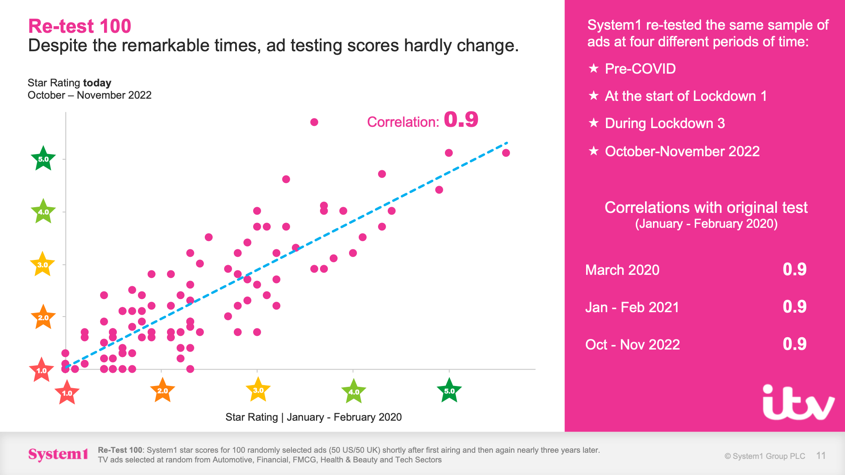 Re-test 100
Despite the remarkable times, ad testing scores hardly change.
Star Rating today
October – November 2022
Correlation: 0.9
5.0
4.0
3.0
2.0
1.0
1.0
2.0
3.0
4.0
5.0
Star Rating | January - February 2020
System1 re-tested the same sample of
ads at four different periods of time:
★ Pre-COVID
★ At the start of Lockdown 1
★ During Lockdown 3
★ October-November 2022
Correlations with original test
(January - February 2020)
March 2020 0.9
Jan - Feb 2021 0.9
Oct - Nov 2022 0.9
itv
System1
Re-Test 100: System1 star scores for 100 randomly selected ads (50 US/50 UK) shortly after first airing and then again nearly three years later.
TV ads selected at random from Automotive, Financial, FMCG, Health & Beauty and Tech Sectors
© System1 Group PLC 11